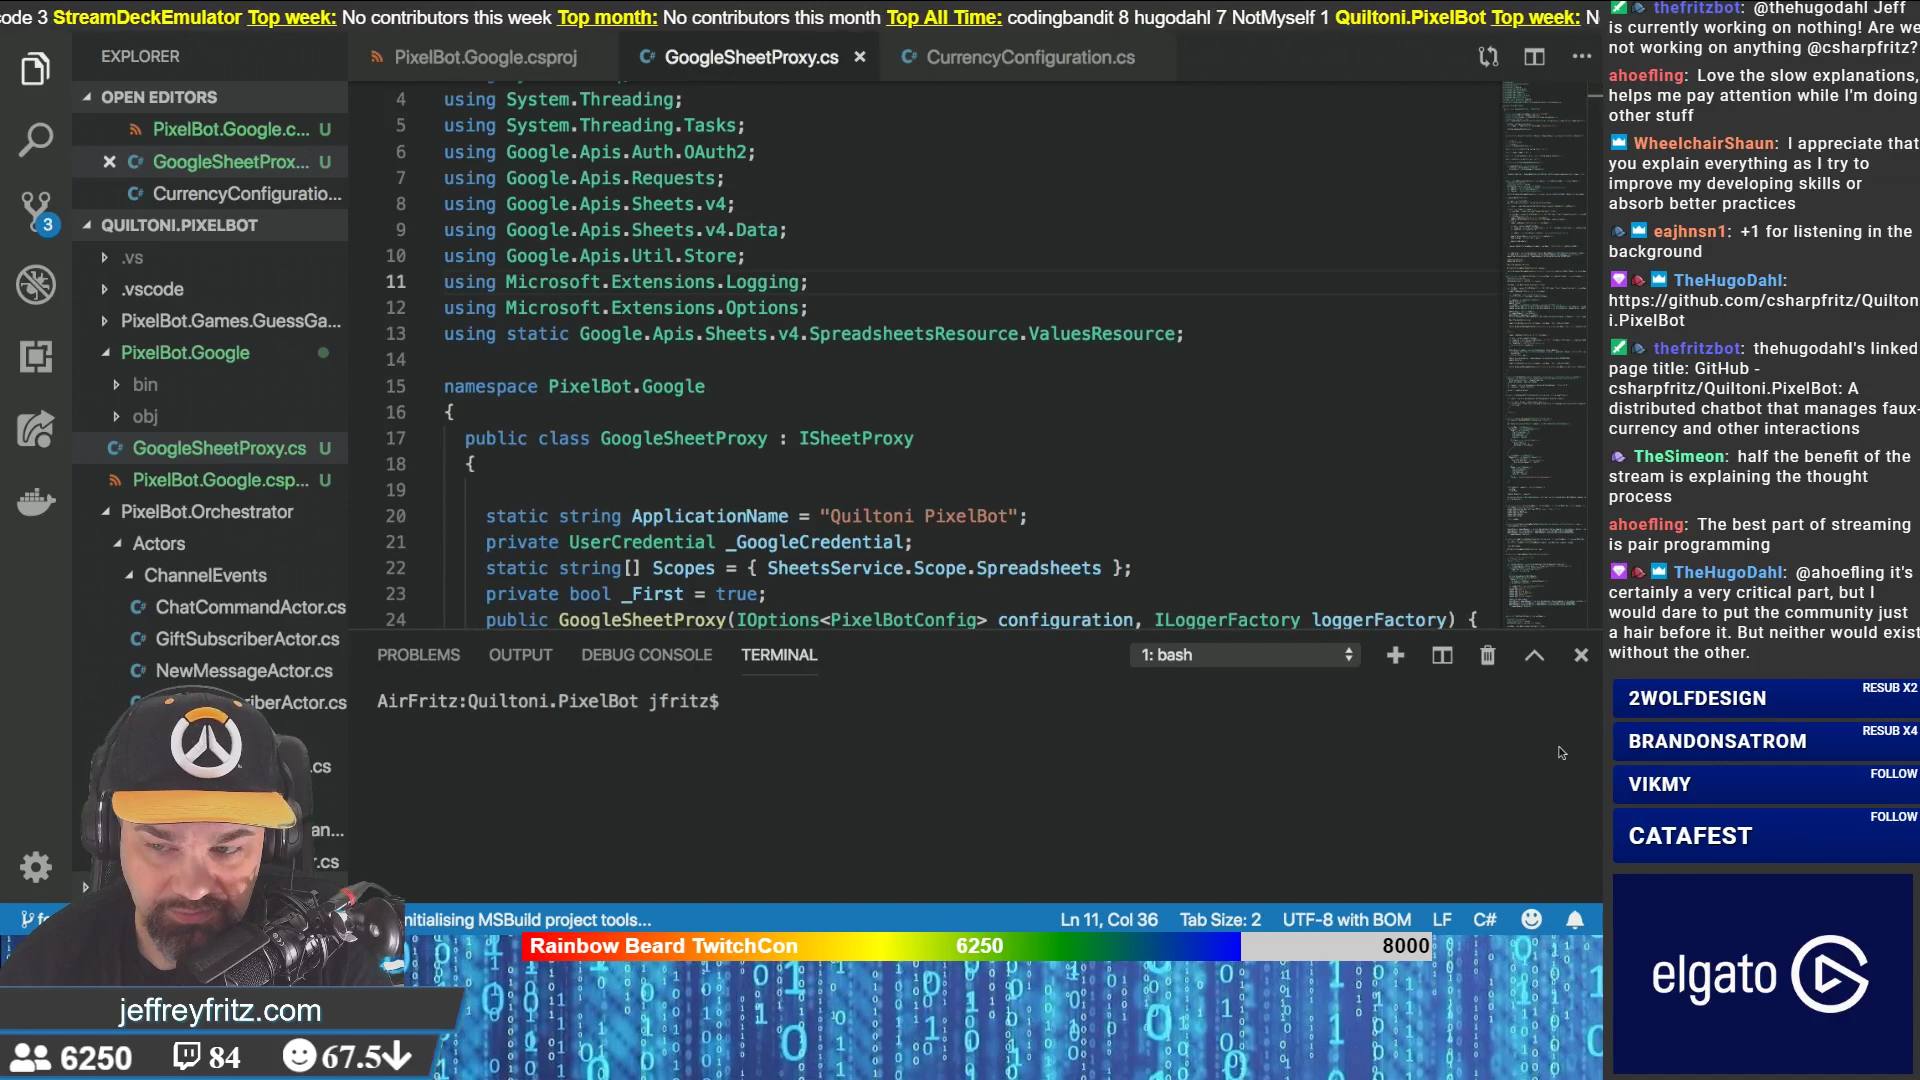 code 3 StreamDeckEmulator Top week: No contributors this week Top month: No contributors this month Top All Time: codingbandit 8 hugodahl 7 NotMyself 1 Quiltoni.PixelBot Top week: N
EXPLORER
OPEN EDITORS
PixelBot.Google.c... U
GoogleSheetProx... U
CurrencyConfiguratio...
QUILTONI.PIXELBOT
.vs
.vscode
PixelBot.Games.GuessGa...
PixelBot.Google
bin
obj
GoogleSheetProxy.cs U
PixelBot.Google.csp... U
PixelBot.Orchestrator
Actors
ChannelEvents
ChatCommandActor.cs
GiftSubscriberActor.cs
NewMessageActor.cs
iberActor.cs
.cs
an...
.cs
3
PixelBot.Google.csproj
GoogleSheetProxy.cs
CurrencyConfiguration.cs
4 using System.Threading;
5 using System.Threading.Tasks;
6 using Google.Apis.Auth.OAuth2;
7 using Google.Apis.Requests;
8 using Google.Apis.Sheets.v4;
9 using Google.Apis.Sheets.v4.Data;
10 using Google.Apis.Util.Store;
11 using Microsoft.Extensions.Logging;
12 using Microsoft.Extensions.Options;
13 using static Google.Apis.Sheets.v4.SpreadsheetsResource.ValuesResource;
14
15 namespace PixelBot.Google
16 {
17 public class GoogleSheetProxy : ISheetProxy
18 {
19
20 static string ApplicationName = "Quiltoni PixelBot";
21 private UserCredential _GoogleCredential;
22 static string[] Scopes = { SheetsService.Scope.Spreadsheets };
23 private bool _First = true;
24 public GoogleSheetProxy(IOptions<PixelBotConfig> configuration, ILoggerFactory loggerFactory) {
PROBLEMS OUTPUT DEBUG CONSOLE TERMINAL 1: bash
AirFritz:Quiltoni.PixelBot jfritz$
nitialising MSBuild project tools... Ln 11, Col 36 Tab Size: 2 UTF-8 with BOM LF C#
Rainbow Beard TwitchCon 6250 8000
jeffreyfritz.com
6250 84 67.5
thefritzbot: @thehugodahl Jeff
is currently working on nothing! Are we
not working on anything @csharpfritz?
ahoefling: Love the slow explanations,
helps me pay attention while I'm doing
other stuff
WheelchairShaun: I appreciate that
you explain everything as I try to
improve my developing skills or
absorb better practices
eajhnsn1: +1 for listening in the
background
TheHugoDahl:
https://github.com/csharpfritz/Quilton
i.PixelBot
thefritzbot: thehugodahl's linked
page title: GitHub -
csharpfritz/Quiltoni.PixelBot: A
distributed chatbot that manages faux-
currency and other interactions
TheSimeon: half the benefit of the
stream is explaining the thought
process
ahoefling: The best part of streaming
is pair programming
TheHugoDahl: @ahoefling it's
certainly a very critical part, but I
would dare to put the community just
a hair before it. But neither would exist
without the other.
2WOLFDESIGN RESUB X2
BRANDONSATROM RESUB X4
VIKMY FOLLOW
CATAFEST FOLLOW
elgato